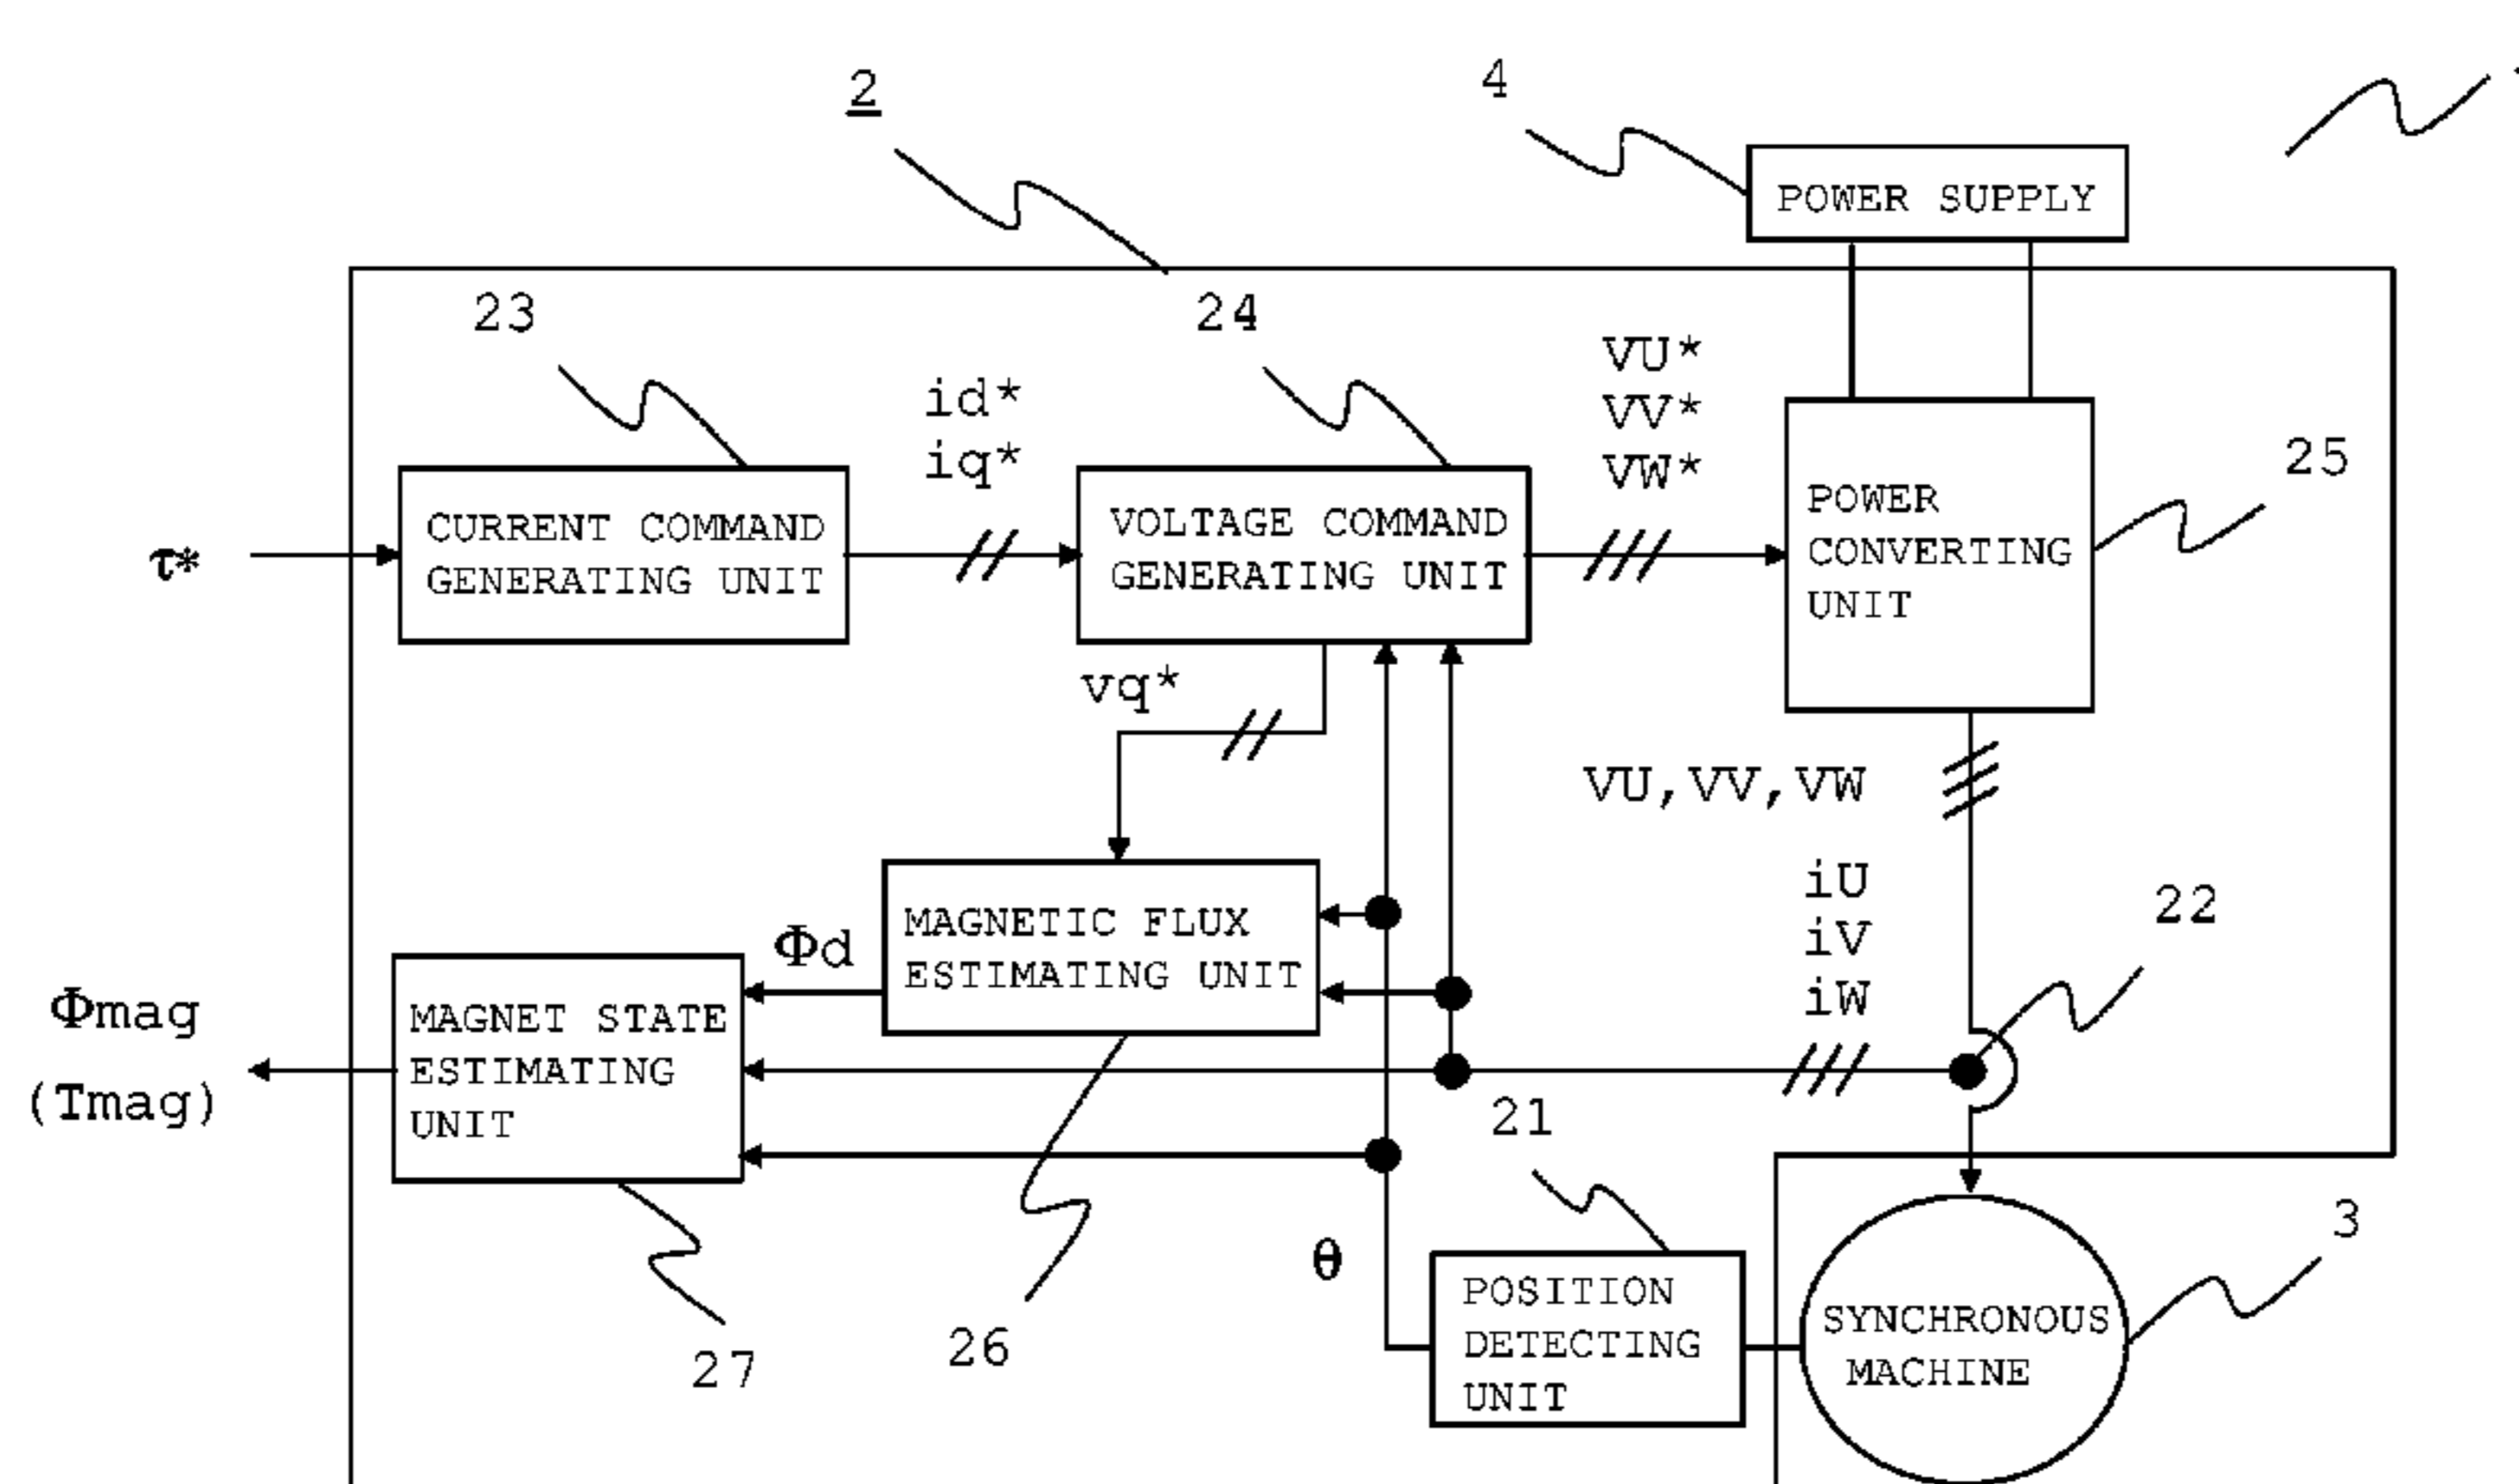 2
4
POWER SUPPLY
23
24
id*
iq*
VU*
VV*
VW*
25
τ*
CURRENT COMMAND
GENERATING UNIT
VOLTAGE COMMAND
GENERATING UNIT
POWER
CONVERTING
UNIT
vq*
VU,VV,VW
iU
iV
iW
22
MAGNETIC FLUX
ESTIMATING UNIT
Φd
MAGNET STATE
ESTIMATING
UNIT
Φmag
(Tmag)
21
θ
POSITION
DETECTING
UNIT
SYNCHRONOUS
MACHINE
3
26
27